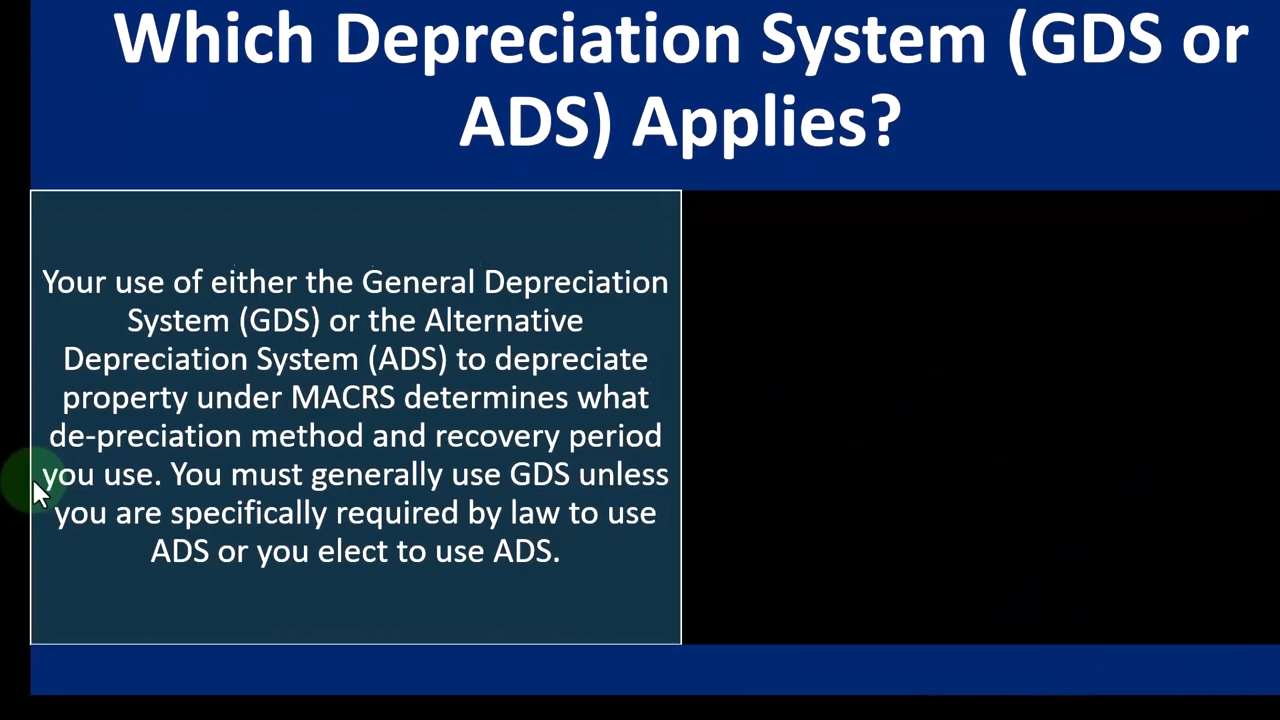 Which Depreciation System (GDS or
ADS) Applies?
Your use of either the General Depreciation
System (GDS) or the Alternative
Depreciation System (ADS) to depreciate
property under MACRS determines what
de-preciation method and recovery period
you use. You must generally use GDS unless
you are specifically required by law to use
ADS or you elect to use ADS.